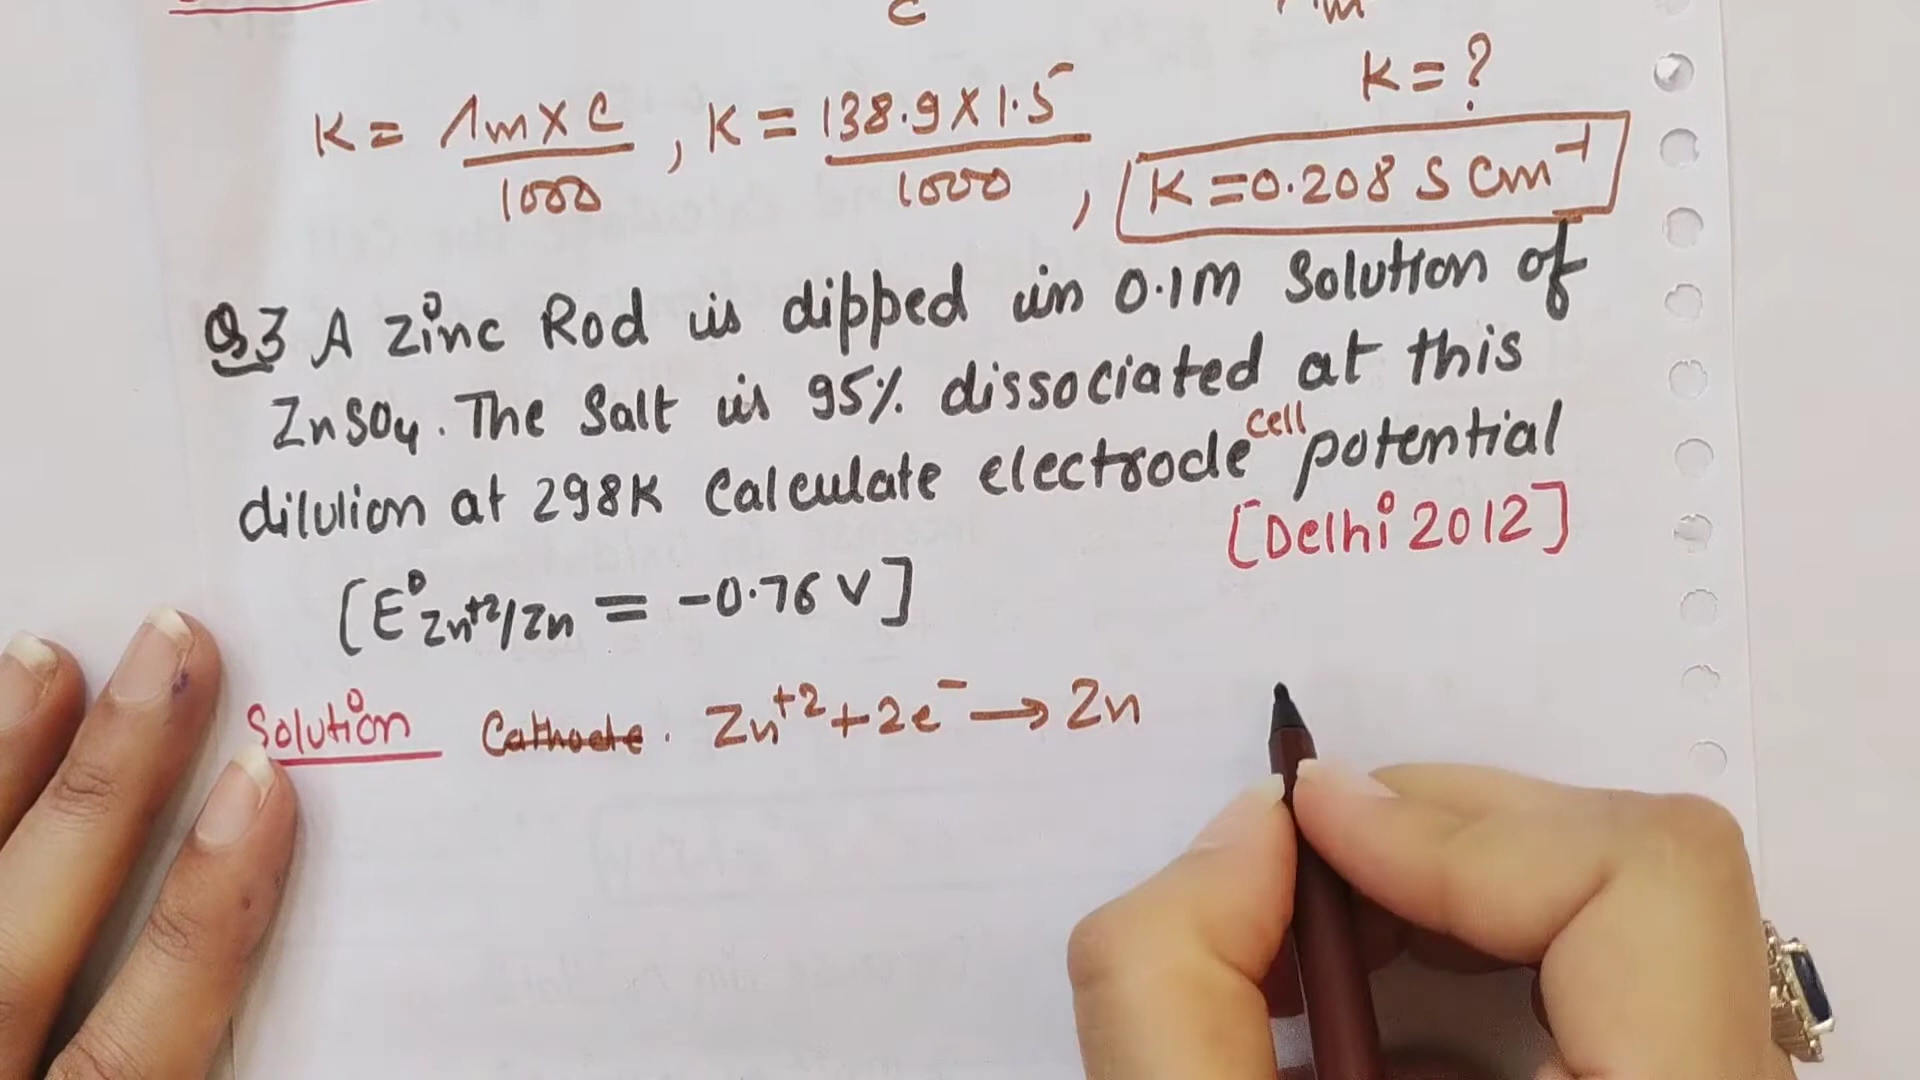 c Λm
K = ?
K = Λm × C / 1000 , K = 138.9 × 1.5 / 1000 , K = 0.208 S Cm⁻¹
Q3 A Zinc Rod is dipped in 0.1M Solution of
ZnSO₄. The Salt is 95% dissociated at this
dilution at 298K Calculate electrode cell potential
[Delhi 2012]
[E⁰ Zn⁺²/Zn = -0.76 V]
Solution Cathode. Zn⁺² + 2e⁻ → Zn